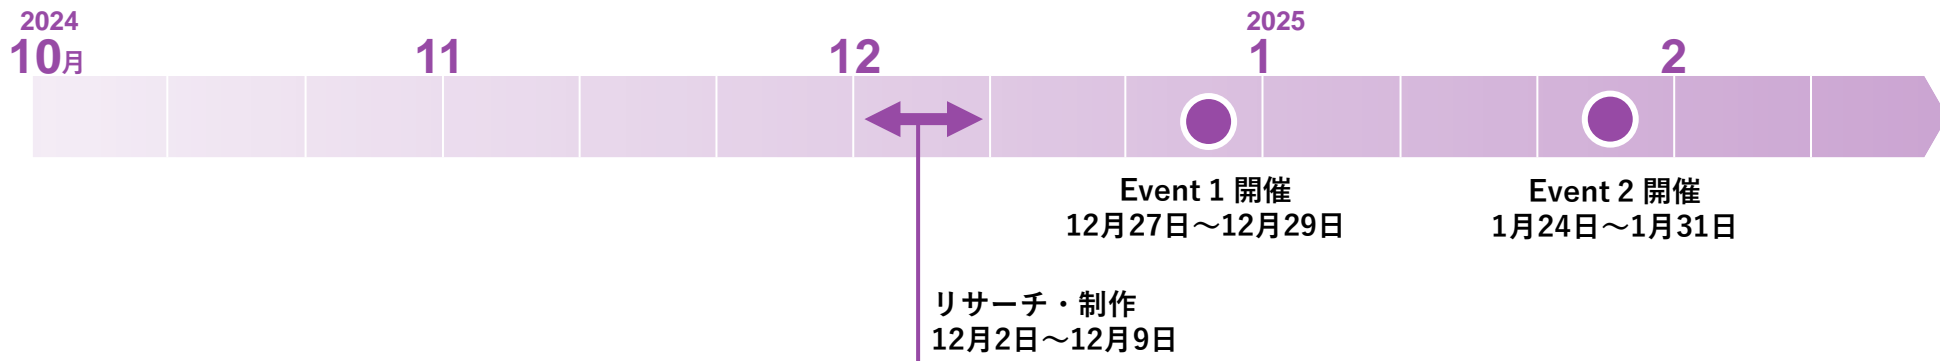 2024
10月
11
12
2025
1
2
Event 1 開催
12月27日〜12月29日
Event 2 開催
1月24日〜1月31日
リサーチ・制作
12月2日〜12月9日